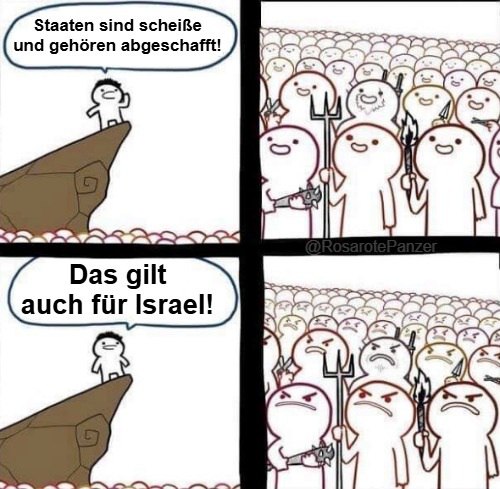 Staaten sind scheiße
und gehören abgeschafft!
@RosarotePanzer
Das gilt
auch für Israel!